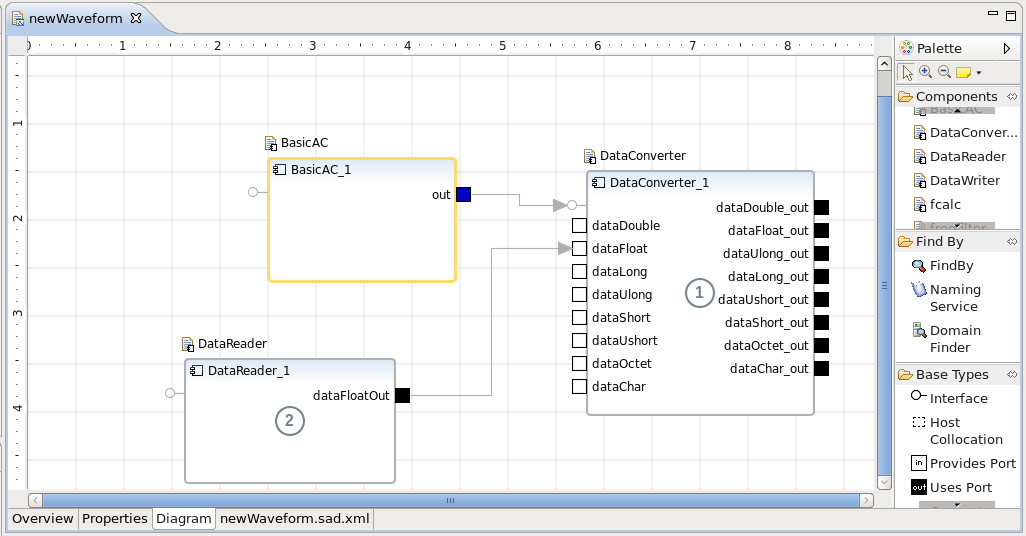 newWaveform
0 1 2 3 4 5 6 7 8
Palette
Components
BasicAC
DataConver...
DataReader
DataWriter
fcalc
freqfilter
Find By
FindBy
Naming
Service
Domain
Finder
Base Types
Interface
Host
Collocation
in Provides Port
out Uses Port
1
2
3
4
BasicAC
BasicAC_1
out
DataConverter
DataConverter_1
dataDouble
dataFloat
dataLong
dataUlong
dataShort
dataUshort
dataOctet
dataChar
1
dataDouble_out
dataFloat_out
dataUlong_out
dataLong_out
dataUshort_out
dataShort_out
dataOctet_out
dataChar_out
DataReader
DataReader_1
dataFloatOut
2
Overview Properties Diagram newWaveform.sad.xml